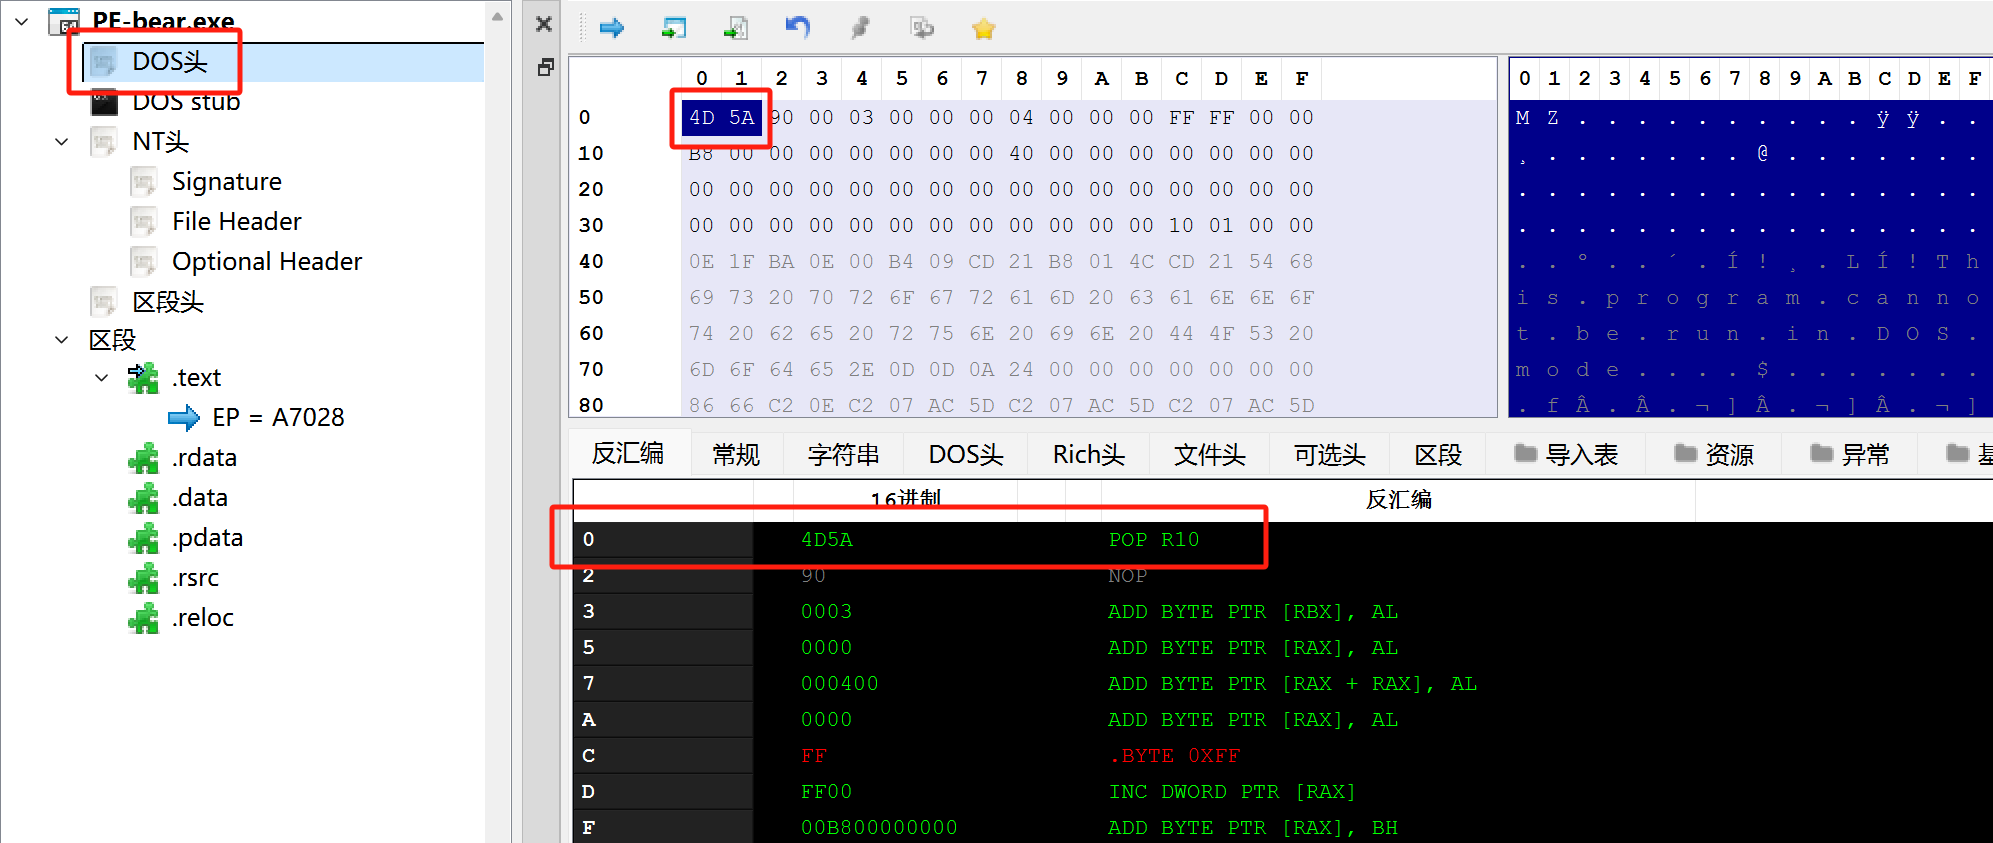 PE-bear.exe
DOS头
DOS stub
NT头
Signature
File Header
Optional Header
区段头
区段
.text
EP = A7028
.rdata
.data
.pdata
.rsrc
.reloc
0 1 2 3 4 5 6 7 8 9 A B C D E F
0 4D 5A 90 00 03 00 00 00 04 00 00 00 FF FF 00 00
10 B8 00 00 00 00 00 00 00 40 00 00 00 00 00 00 00
20 00 00 00 00 00 00 00 00 00 00 00 00 00 00 00 00
30 00 00 00 00 00 00 00 00 00 00 00 00 10 01 00 00
40 0E 1F BA 0E 00 B4 09 CD 21 B8 01 4C CD 21 54 68
50 69 73 20 70 72 6F 67 72 61 6D 20 63 61 6E 6E 6F
60 74 20 62 65 20 72 75 6E 20 69 6E 20 44 4F 53 20
70 6D 6F 64 65 2E 0D 0D 0A 24 00 00 00 00 00 00 00
80 86 66 C2 0E C2 07 AC 5D C2 07 AC 5D C2 07 AC 5D
0 1 2 3 4 5 6 7 8 9 A B C D E F
M Z . . . . . . . . . . ÿ ÿ . .
¸ . . . . . . . @ . . . . . . .
. . . . . . . . . . . . . . . .
. . . . . . . . . . . . . . . .
. . º . . ´ . Í ! ¸ . L Í ! T h
i s . p r o g r a m . c a n n o
t . b e . r u n . i n . D O S .
m o d e . . . . $ . . . . . . .
. f Â . Â . ¬ ] Â . ¬ ] Â . ¬ ]
反汇编 常规 字符串 DOS头 Rich头 文件头 可选头 区段 导入表 资源 异常
16进制 反汇编
0 4D5A POP R10
2 90 NOP
3 0003 ADD BYTE PTR [RBX], AL
5 0000 ADD BYTE PTR [RAX], AL
7 000400 ADD BYTE PTR [RAX + RAX], AL
A 0000 ADD BYTE PTR [RAX], AL
C FF .BYTE 0XFF
D FF00 INC DWORD PTR [RAX]
F 00B800000000 ADD BYTE PTR [RAX], BH